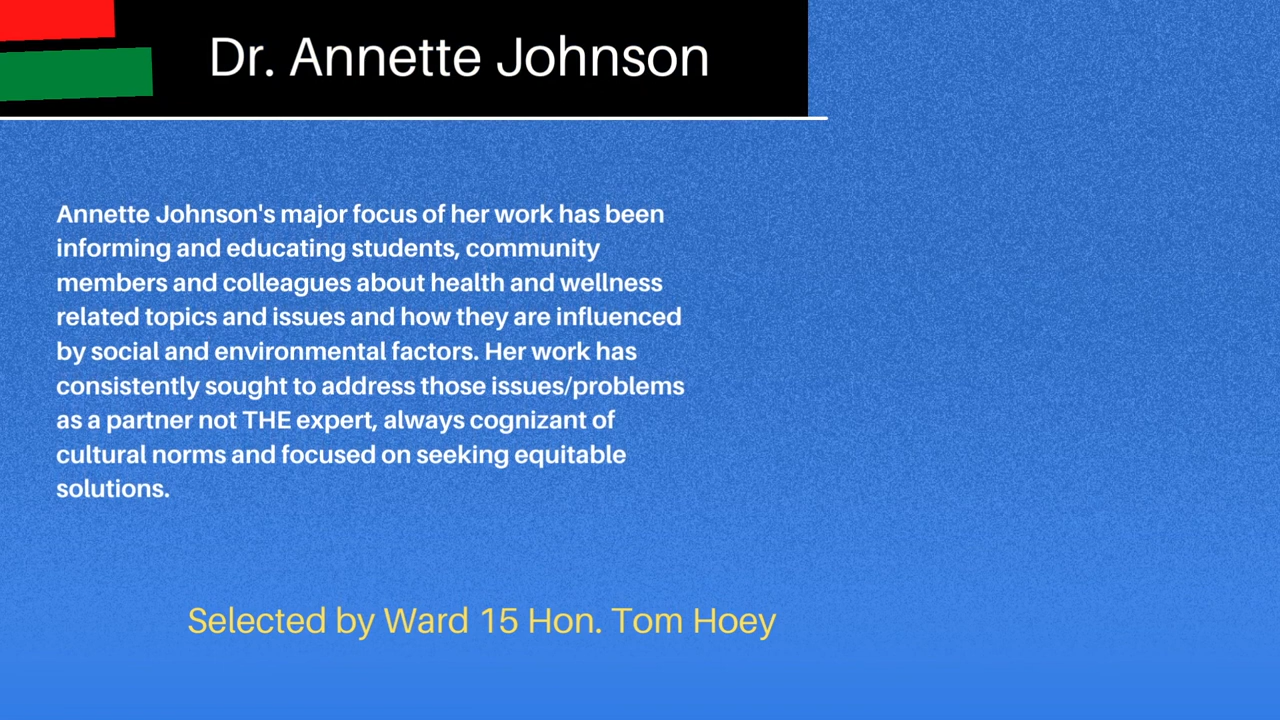 Dr. Annette Johnson
Annette Johnson's major focus of her work has been
informing and educating students, community
members and colleagues about health and wellness
related topics and issues and how they are influenced
by social and environmental factors. Her work has
consistently sought to address those issues/problems
as a partner not THE expert, always cognizant of
cultural norms and focused on seeking equitable
solutions.
Selected by Ward 15 Hon. Tom Hoey